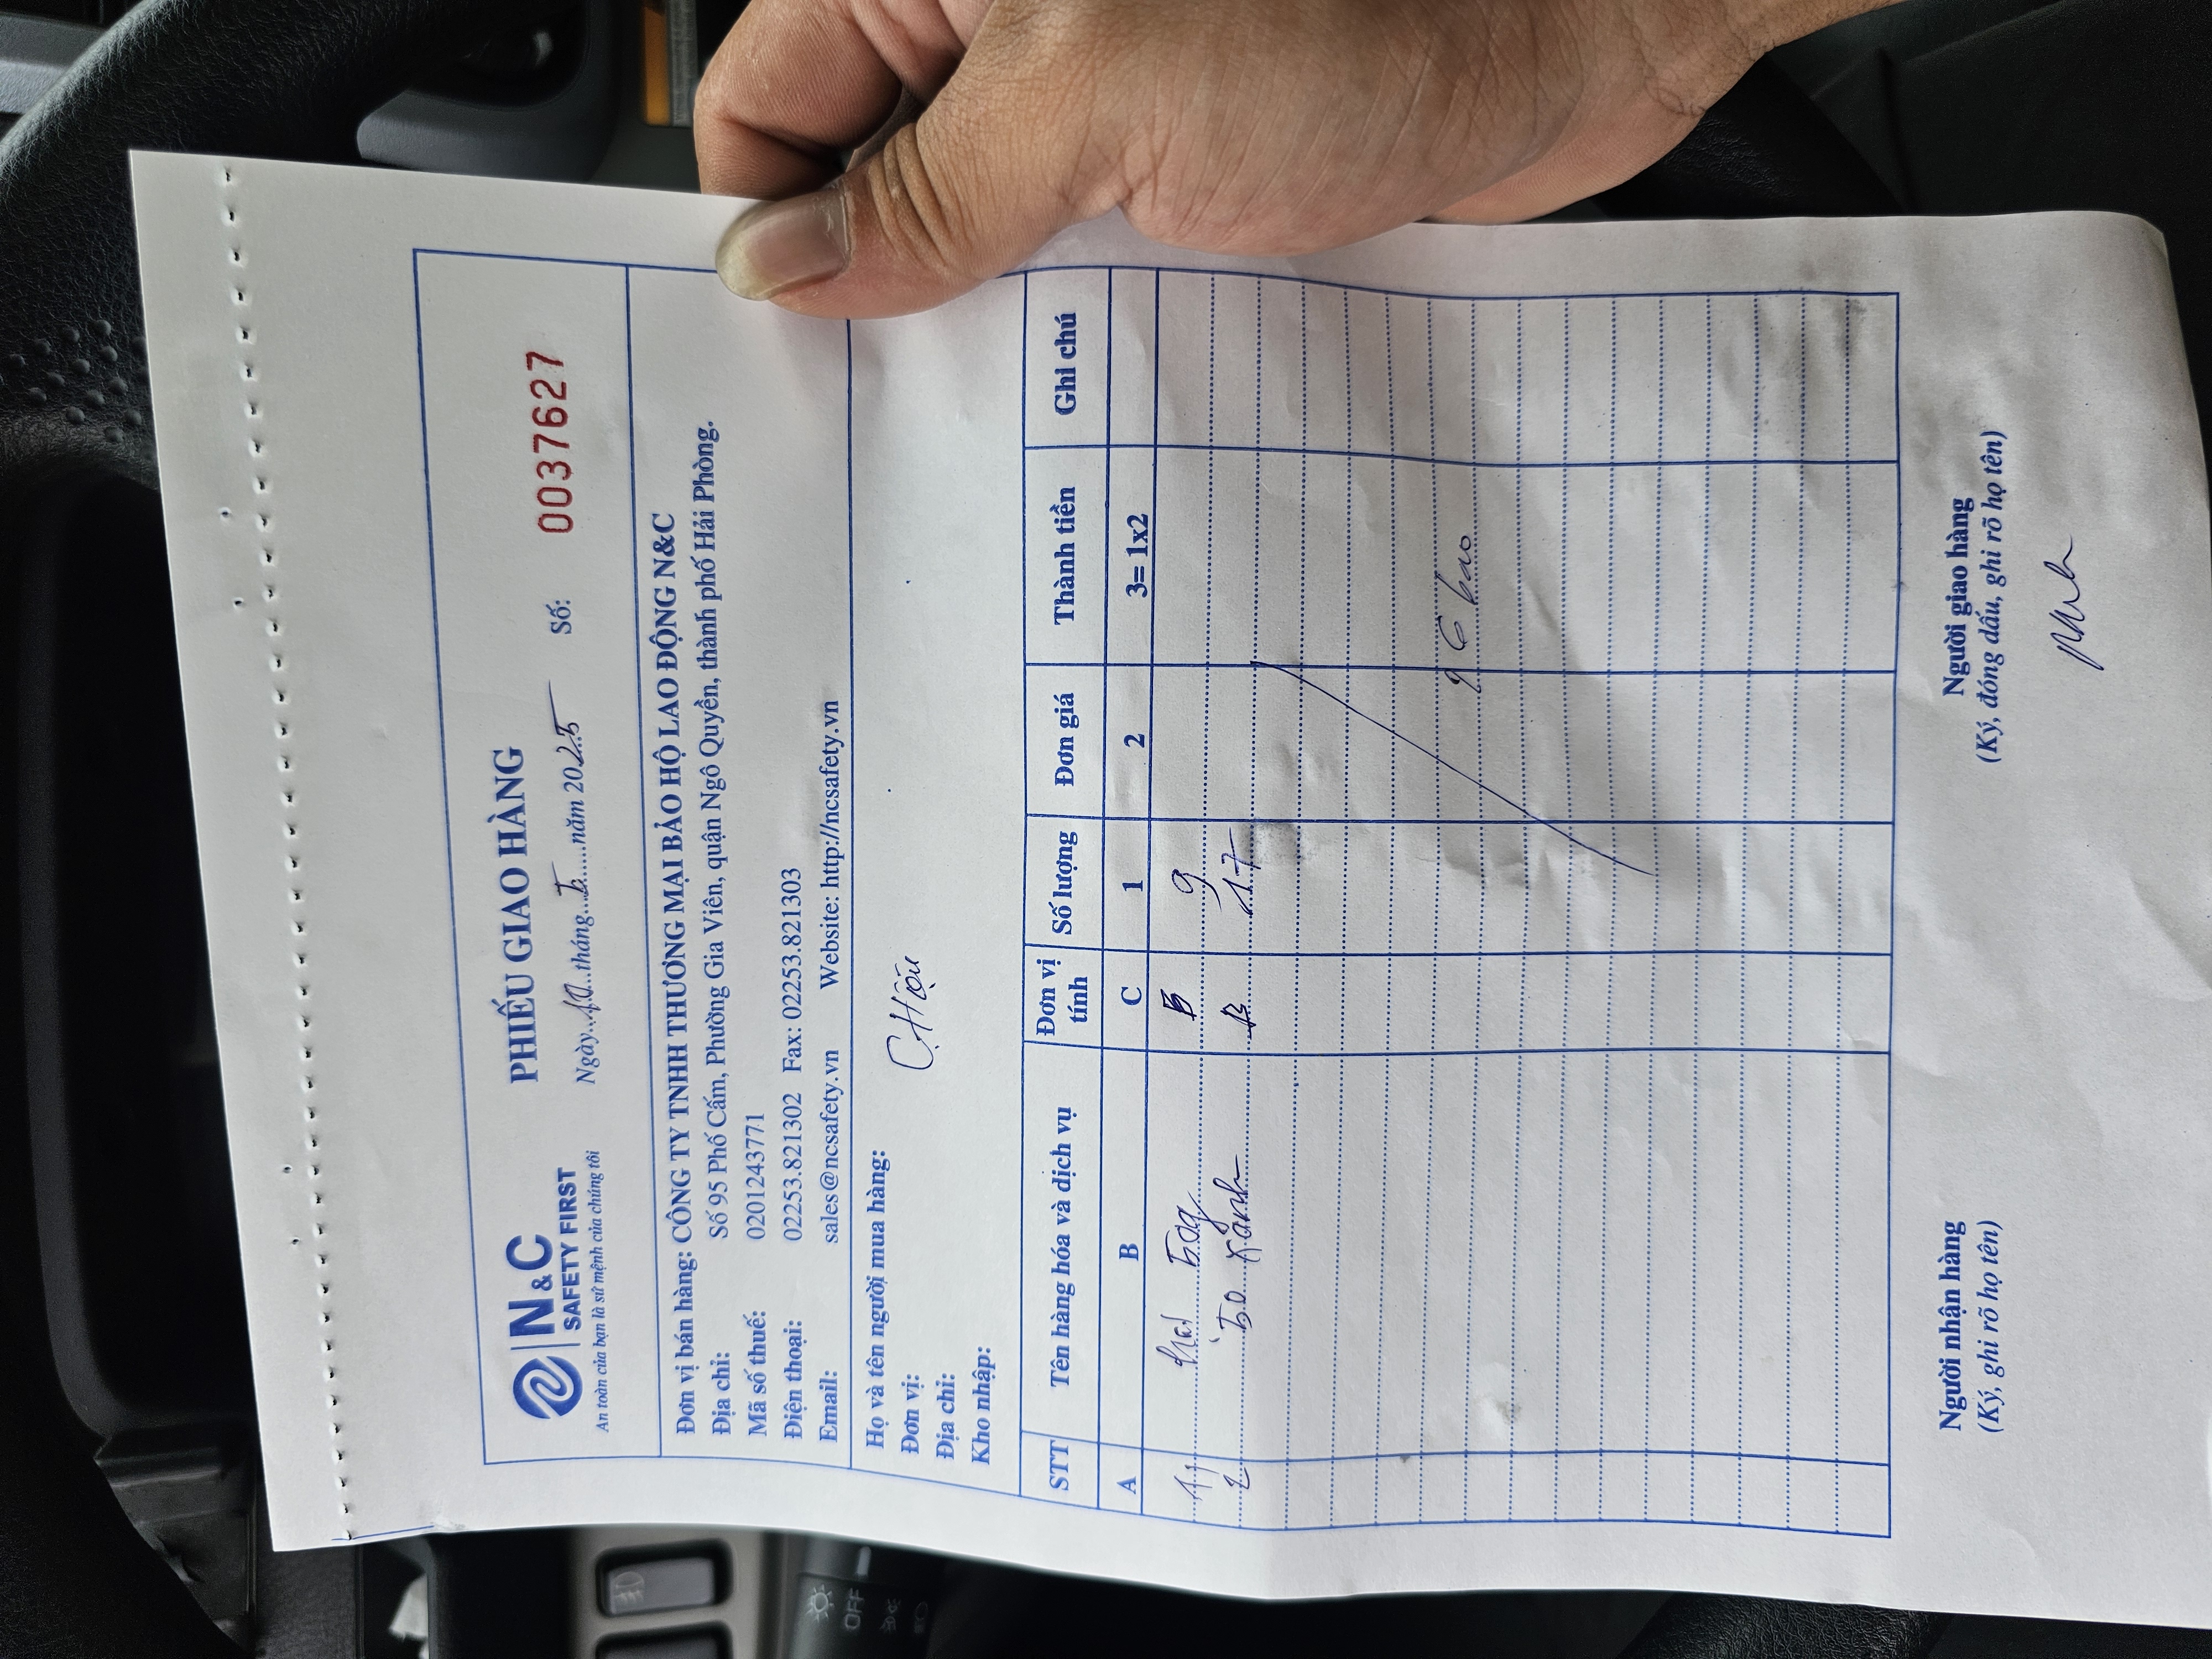 N&C
SAFETY FIRST
An toàn của bạn là sứ mệnh của chúng tôi
PHIẾU GIAO HÀNG
Ngày 10 tháng 5 năm 2025
Số: 0037627
Đơn vị bán hàng: CÔNG TY TNHH THƯƠNG MẠI BẢO HỘ LAO ĐỘNG N&C
Địa chỉ: Số 95 Phố Cấm, Phường Gia Viên, quận Ngô Quyền, thành phố Hải Phòng.
Mã số thuế: 0201243771
Điện thoại: 02253.821302 Fax: 02253.821303
Email: sales@ncsafety.vn Website: http://ncsafety.vn
Họ và tên người mua hàng:
Đơn vị:
Địa chỉ:
Kho nhập:
STT Tên hàng hóa và dịch vụ Đơn vị tính Số lượng Đơn giá Thành tiền Ghi chú
A B C 1 2 3= 1x2
1 B 9
2 B 17
6 bao
Người nhận hàng
(Ký, ghi rõ họ tên)
Người giao hàng
(Ký, đóng dấu, ghi rõ họ tên)
OFF